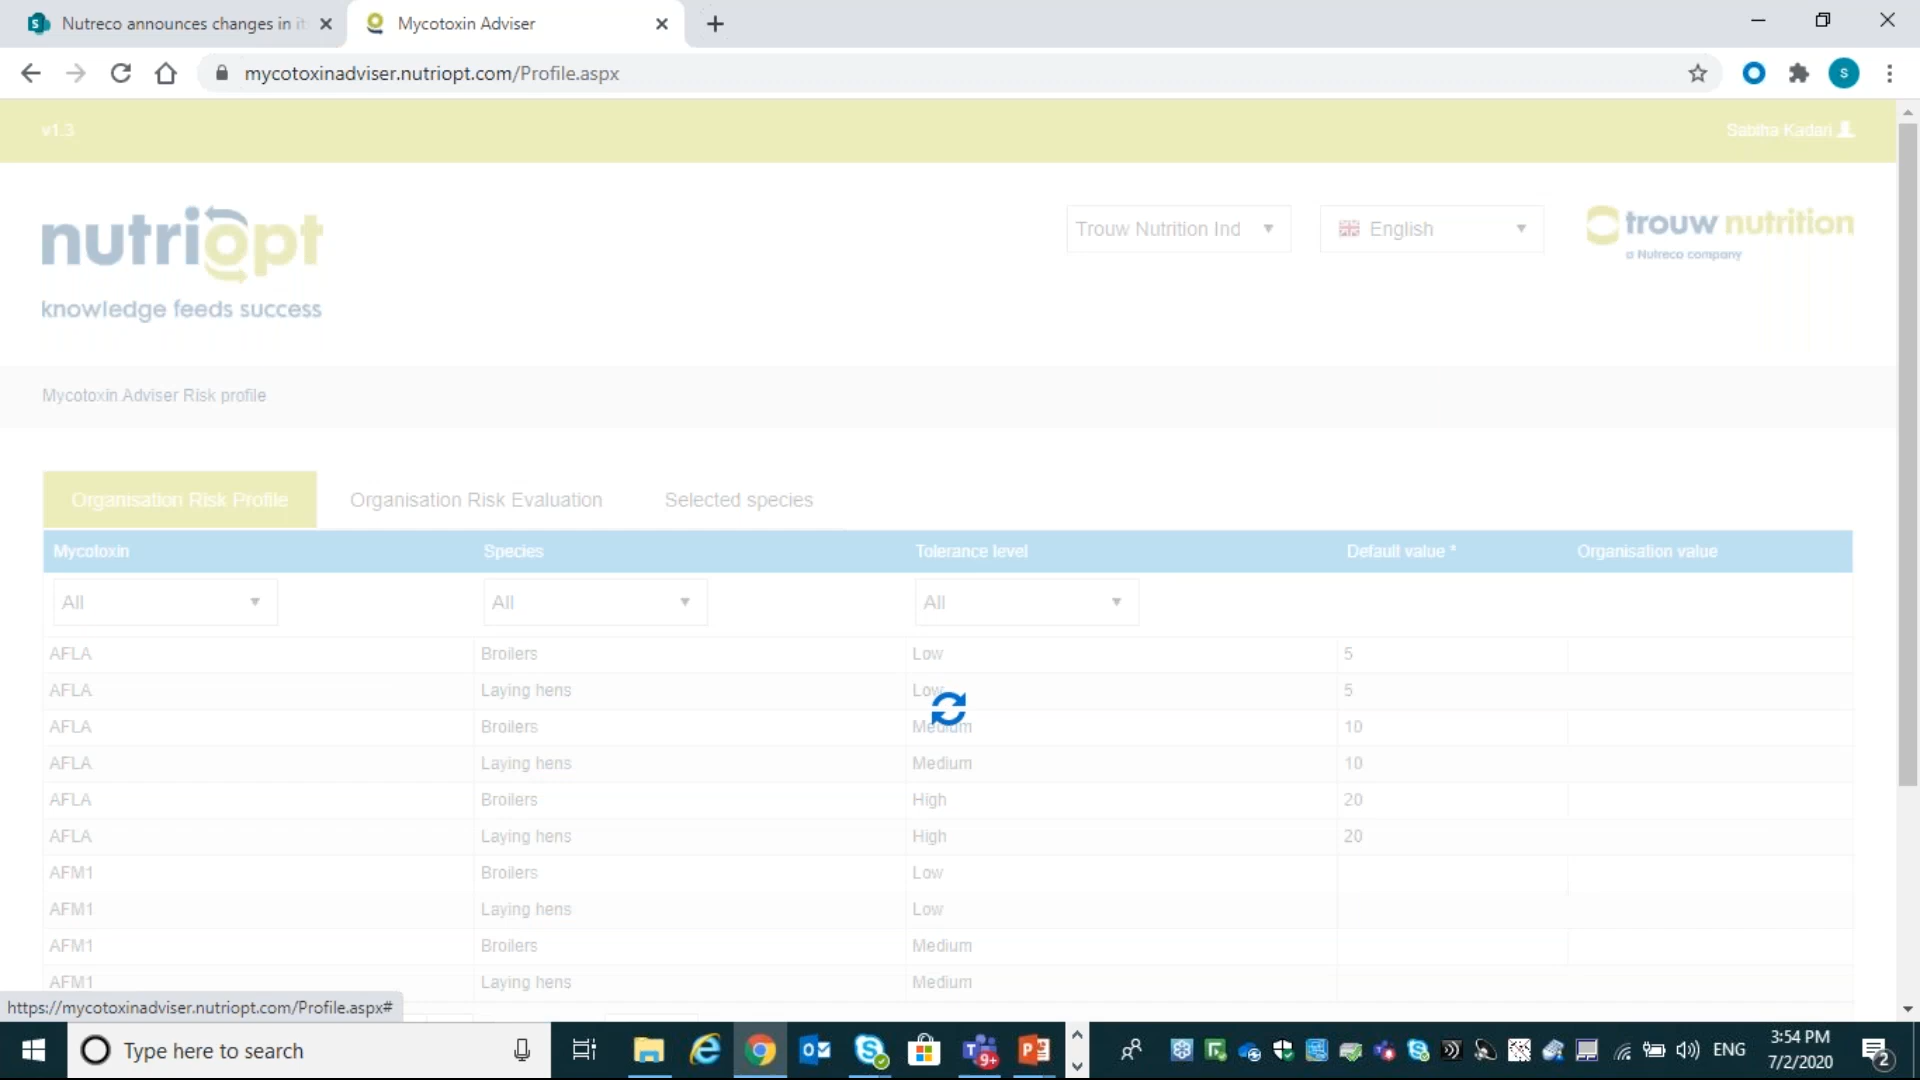 Nutreco announces changes in it
Mycotoxin Adviser
mycotoxinadviser.nutriopt.com/Profile.aspx
S
v1.3
Sabiha Kadari
nutriopt
knowledge feeds success
Trouw Nutrition Ind
English
trouw nutrition
a Nutreco company
Mycotoxin Adviser Risk profile
Organisation Risk Profile Organisation Risk Evaluation Selected species
Mycotoxin Species Tolerance level Default value * Organisation value
All All All
AFLA Broilers Low 5
AFLA Laying hens Low 5
AFLA Broilers Medium 10
AFLA Laying hens Medium 10
AFLA Broilers High 20
AFLA Laying hens High 20
AFM1 Broilers Low
AFM1 Laying hens Low
AFM1 Broilers Medium
AFM1 Laying hens Medium
https://mycotoxinadviser.nutriopt.com/Profile.aspx#
Type here to search
9+
ENG
3:54 PM
7/2/2020
2